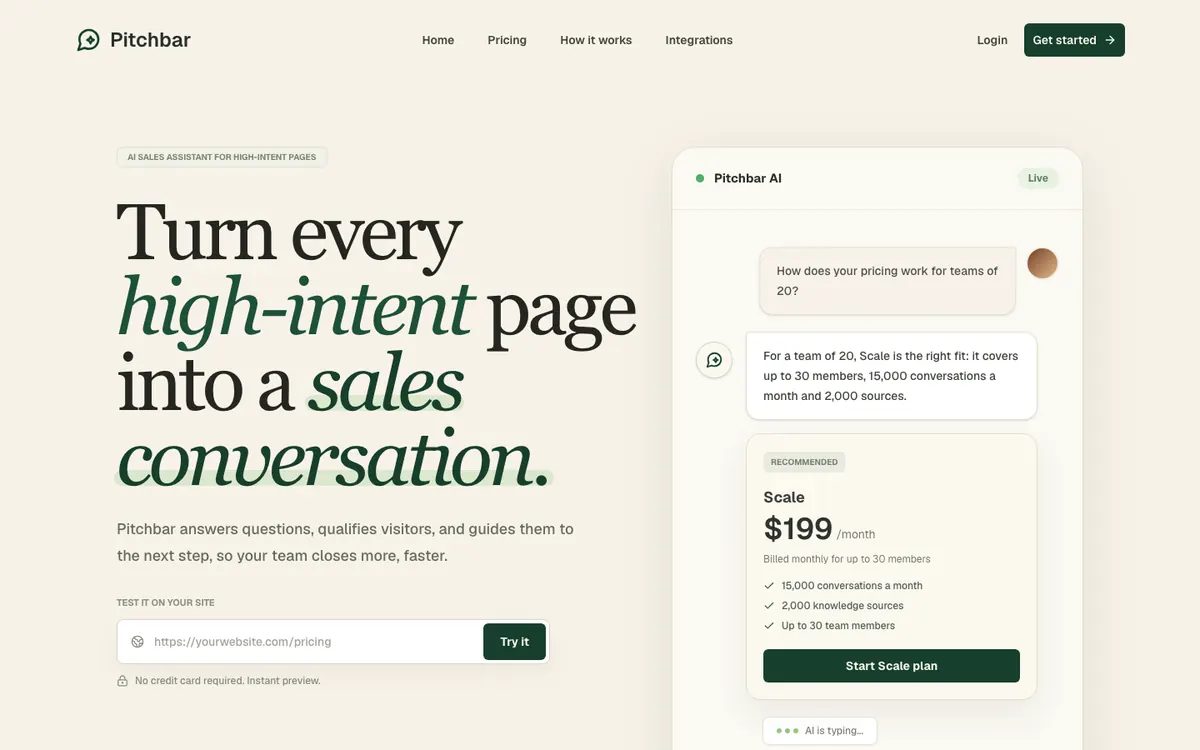 Pitchbar
Home
Pricing
How it works
Integrations
Login
Get started →
AI SALES ASSISTANT FOR HIGH-INTENT PAGES
Turn every
high-intent page
into a sales
conversation.
Pitchbar answers questions, qualifies visitors, and guides them to
the next step, so your team closes more, faster.
TEST IT ON YOUR SITE
https://yourwebsite.com/pricing
Try it
No credit card required. Instant preview.
Pitchbar AI
Live
How does your pricing work for teams of
20?
For a team of 20, Scale is the right fit: it covers
up to 30 members, 15,000 conversations a
month and 2,000 sources.
RECOMMENDED
Scale
$199 /month
Billed monthly for up to 30 members
15,000 conversations a month
2,000 knowledge sources
Up to 30 team members
Start Scale plan
AI is typing...